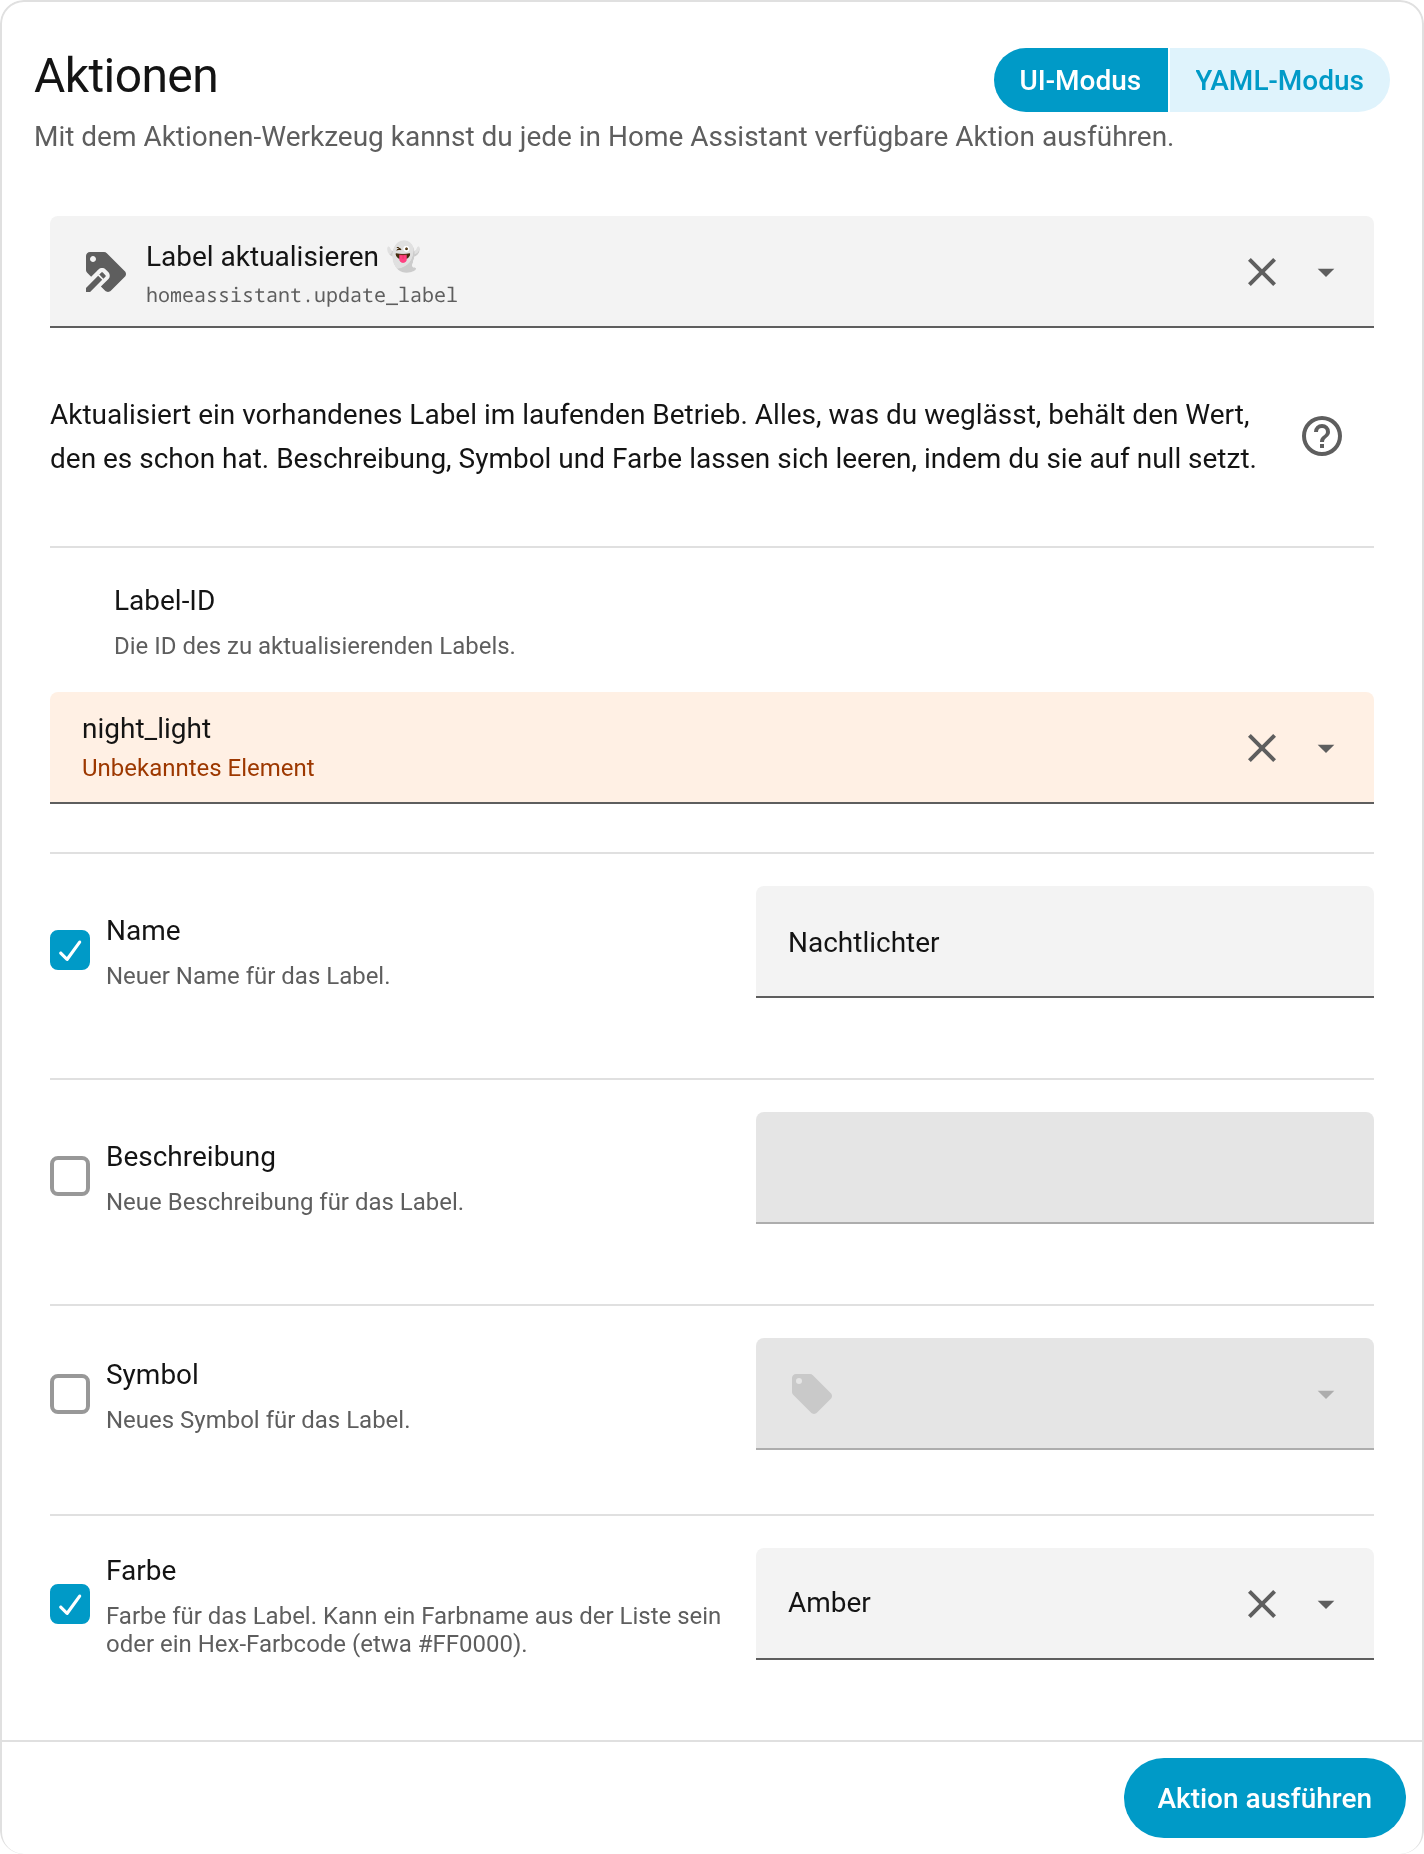 Aktionen
UI-Modus
YAML-Modus
Mit dem Aktionen-Werkzeug kannst du jede in Home Assistant verfügbare Aktion ausführen.
Label aktualisieren 👻
homeassistant.update_label
Aktualisiert ein vorhandenes Label im laufenden Betrieb. Alles, was du weglässt, behält den Wert,
den es schon hat. Beschreibung, Symbol und Farbe lassen sich leeren, indem du sie auf null setzt.
Label-ID
Die ID des zu aktualisierenden Labels.
night_light
Unbekanntes Element
Name
Neuer Name für das Label.
Nachtlichter
Beschreibung
Neue Beschreibung für das Label.
Symbol
Neues Symbol für das Label.
Farbe
Farbe für das Label. Kann ein Farbname aus der Liste sein
oder ein Hex-Farbcode (etwa #FF0000).
Amber
Aktion ausführen